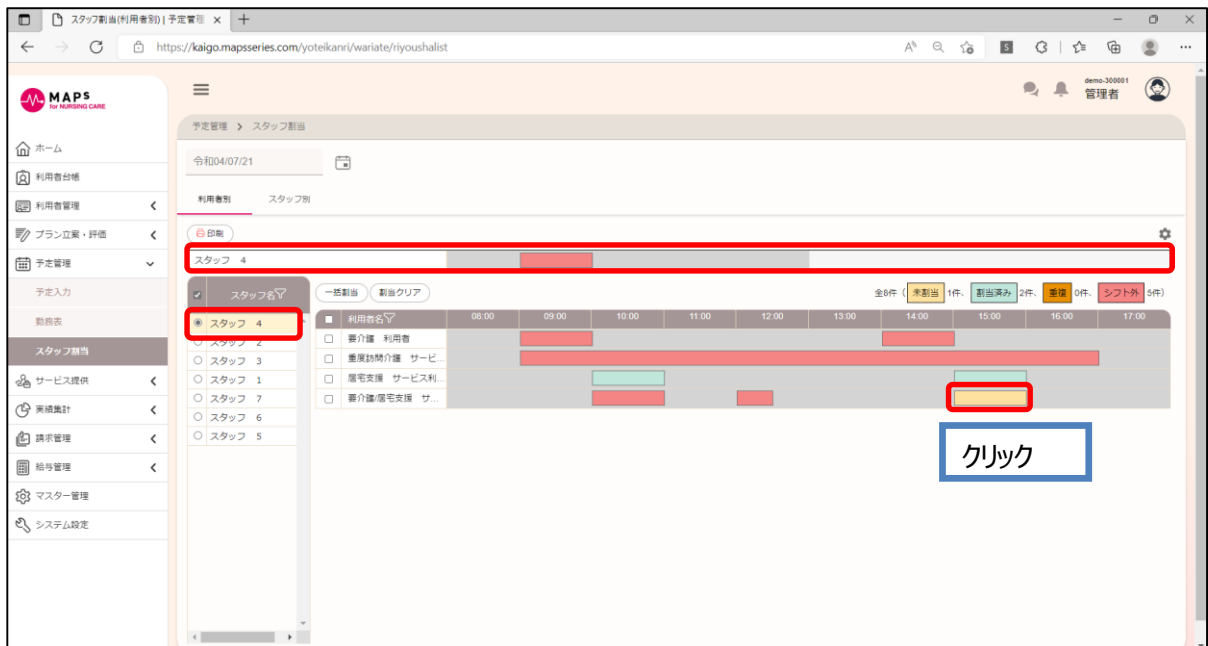 スタッフ割当(利用者別) | 予定管理
https://kaigo.mapsseries.com/yoteikanri/wariate/riyoushalist
MAPS
for NURSING CARE
demo-300001
管理者
予定管理 > スタッフ割当
令和04/07/21
利用者別 スタッフ別
印刷
スタッフ 4
ホーム
利用者台帳
利用者管理
プラン立案・評価
予定管理
予定入力
勤務表
スタッフ割当
サービス提供
実績集計
請求管理
給与管理
マスター管理
システム設定
スタッフ名
スタッフ 4
スタッフ 2
スタッフ 3
スタッフ 1
スタッフ 7
スタッフ 6
スタッフ 5
一括割当 割当クリア
全8件 ( 未割当 1件、 割当済み 2件、 重複 0件、 シフト外 5件)
利用者名 08:00 09:00 10:00 11:00 12:00 13:00 14:00 15:00 16:00 17:00
要介護 利用者
重度訪問介護 サービ...
居宅支援 サービス利...
要介護/居宅支援 サ...
クリック